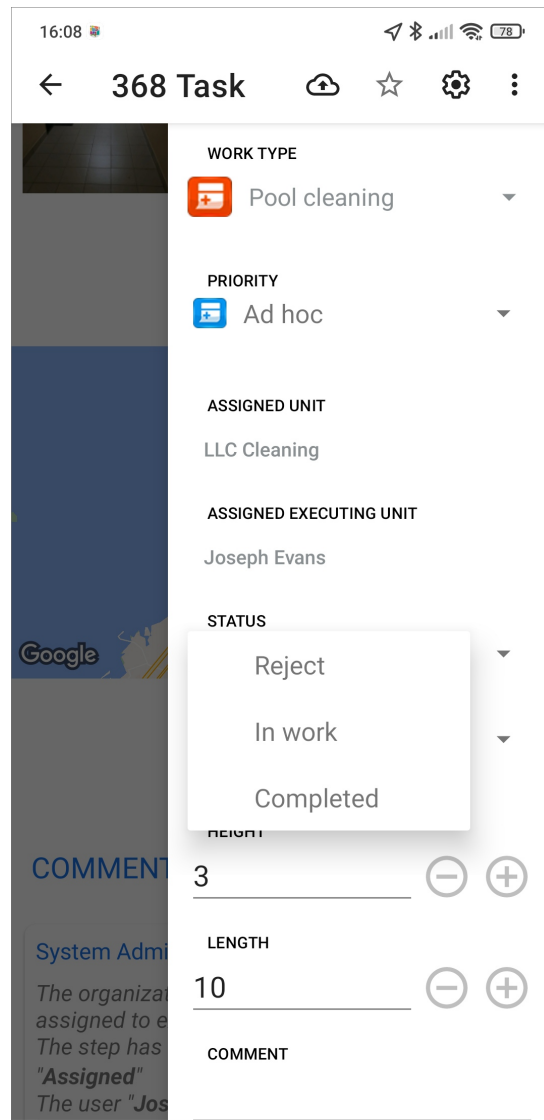 16:08
78
368 Task
WORK TYPE
Pool cleaning
PRIORITY
Ad hoc
ASSIGNED UNIT
LLC Cleaning
ASSIGNED EXECUTING UNIT
Joseph Evans
STATUS
Google
Reject
In work
Completed
HEIGHT
3
LENGTH
10
COMMENT
COMMENT
System Admi
The organizat
assigned to e
The step has
"Assigned"
The user "Jos